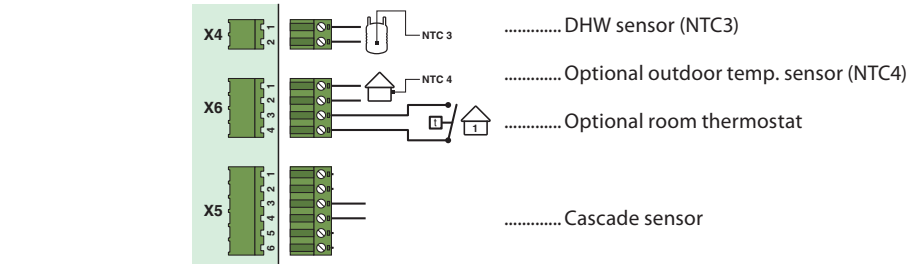 X4 1 2 NTC 3 ............. DHW sensor (NTC3)
X6 1 2 3 4 NTC 4 ............. Optional outdoor temp. sensor (NTC4)
t 1 ............. Optional room thermostat
X5 1 2 3 4 5 6 ............. Cascade sensor